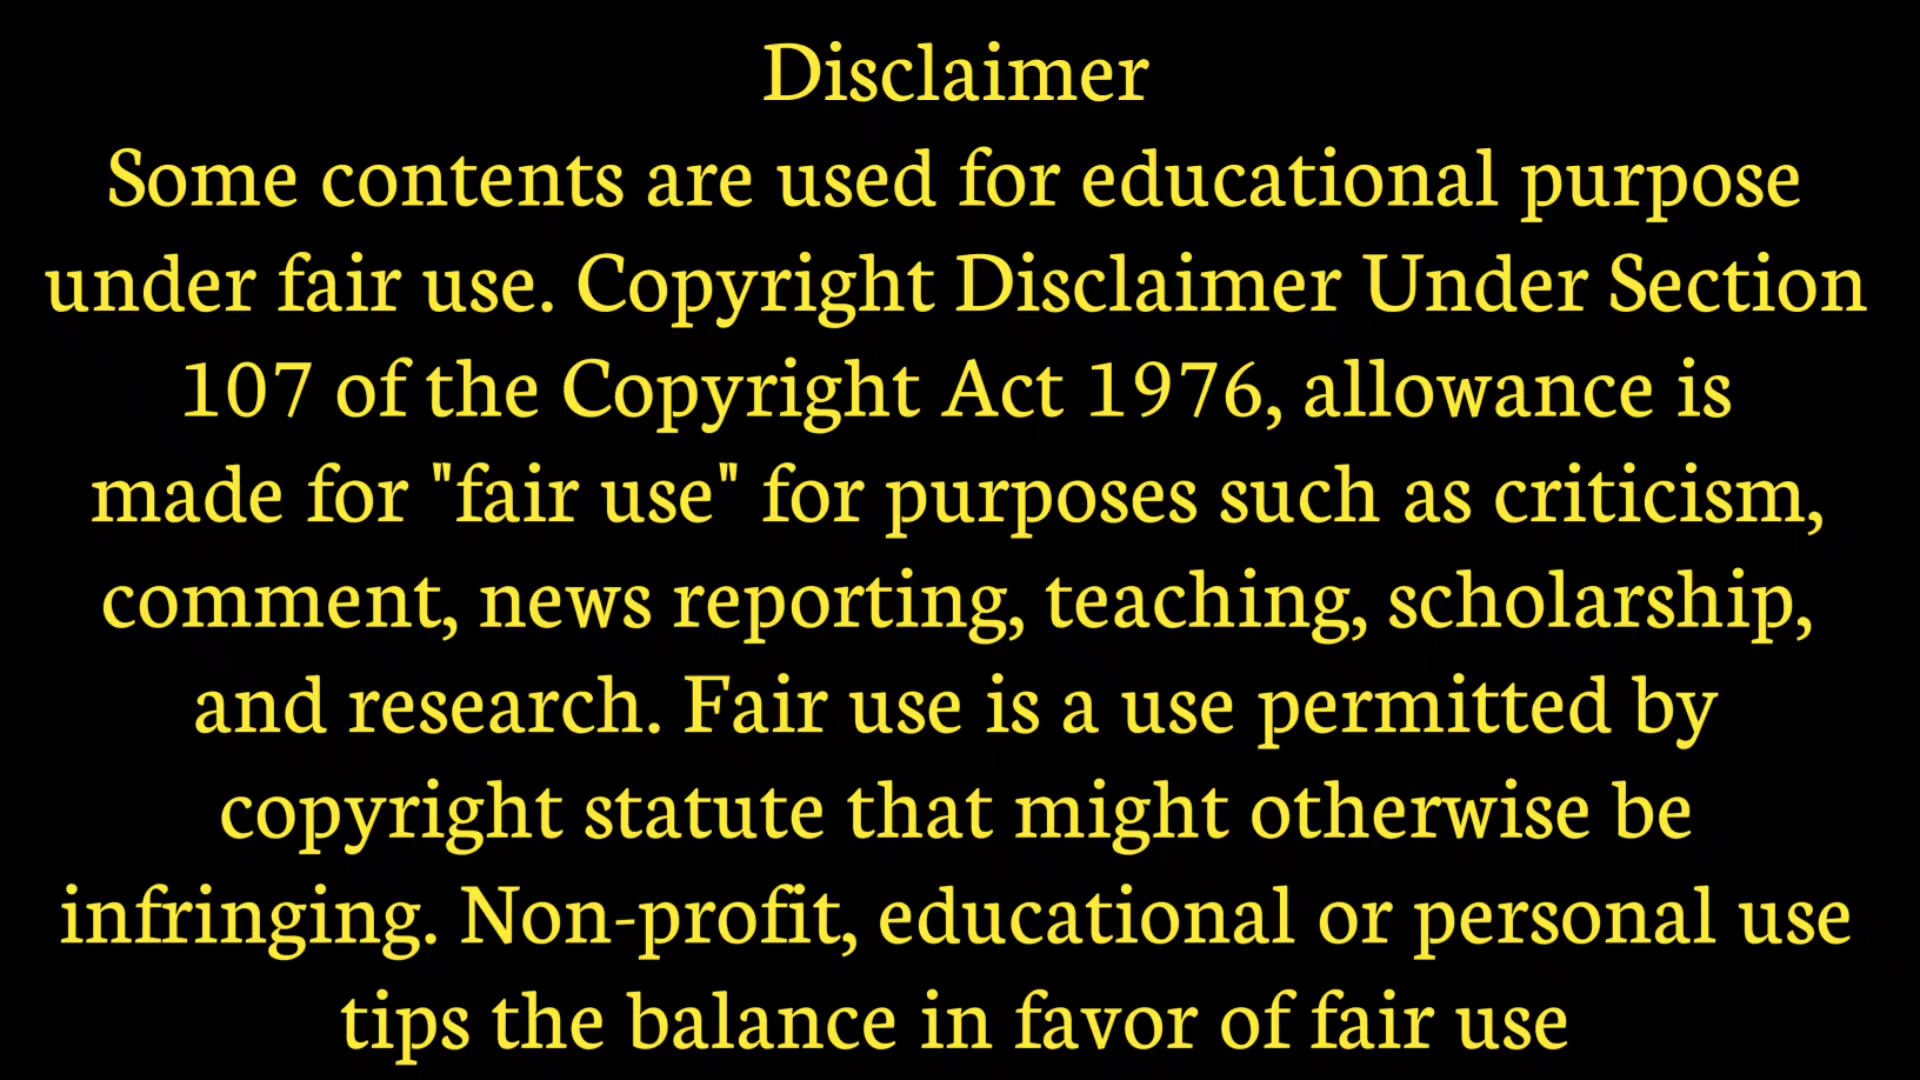 Disclaimer
Some contents are used for educational purpose
under fair use. Copyright Disclaimer Under Section
107 of the Copyright Act 1976, allowance is
made for "fair use" for purposes such as criticism,
comment, news reporting, teaching, scholarship,
and research. Fair use is a use permitted by
copyright statute that might otherwise be
infringing. Non-profit, educational or personal use
tips the balance in favor of fair use